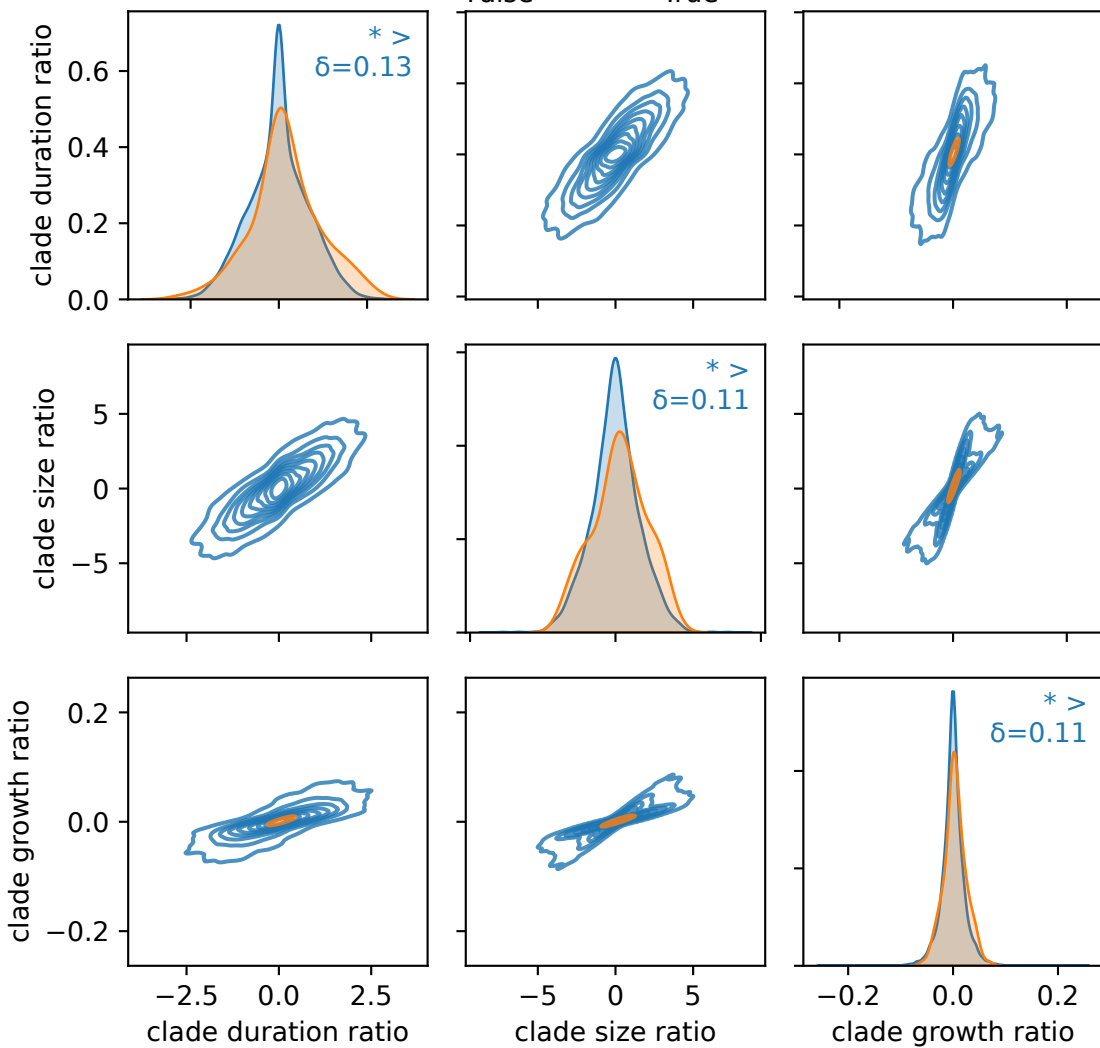 False True
clade duration ratio
0.6
0.4
0.2
0.0
* >
δ=0.13
clade size ratio
5
0
−5
* >
δ=0.11
clade growth ratio
0.2
0.0
−0.2
* >
δ=0.11
−2.5 0.0 2.5
−5 0 5
−0.2 0.0 0.2
clade duration ratio
clade size ratio
clade growth ratio